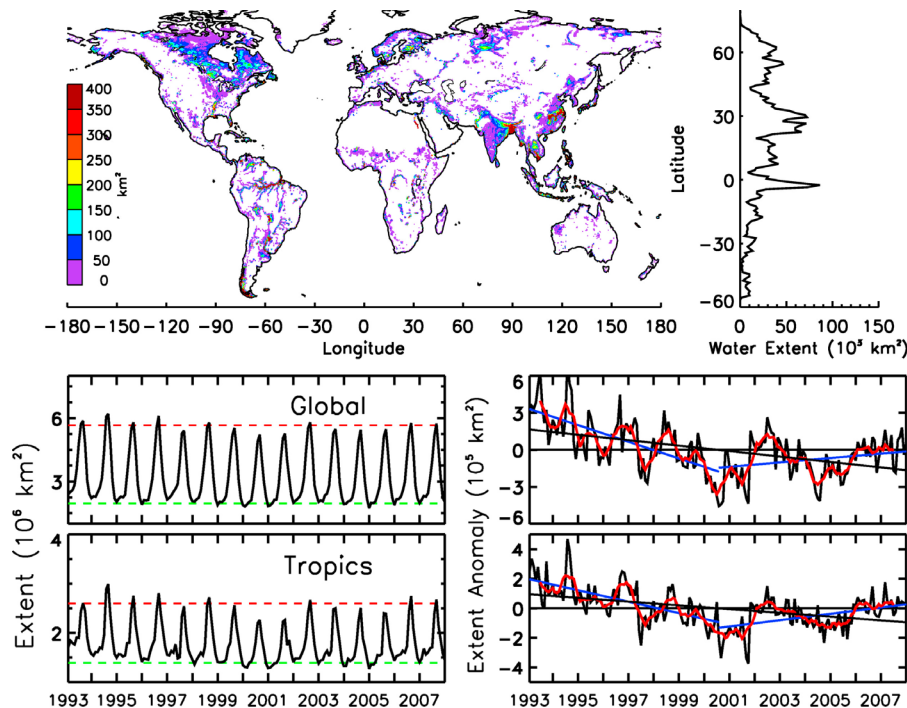 400
350
300
250
200
150
100
50
0
km²
−180 −150 −120 −90 −60 −30 0 30 60 90 120 150 180
Longitude
60
30
0
−30
−60
Latitude
0 50 100 150
Water Extent (10³ km²)
Global
6
3
Tropics
2
1
Extent (10⁶ km²)
1993 1995 1997 1999 2001 2003 2005 2007
6
3
0
−3
−6
4
2
0
−2
−4
Extent Anomaly (10⁵ km²)
1993 1995 1997 1999 2001 2003 2005 2007